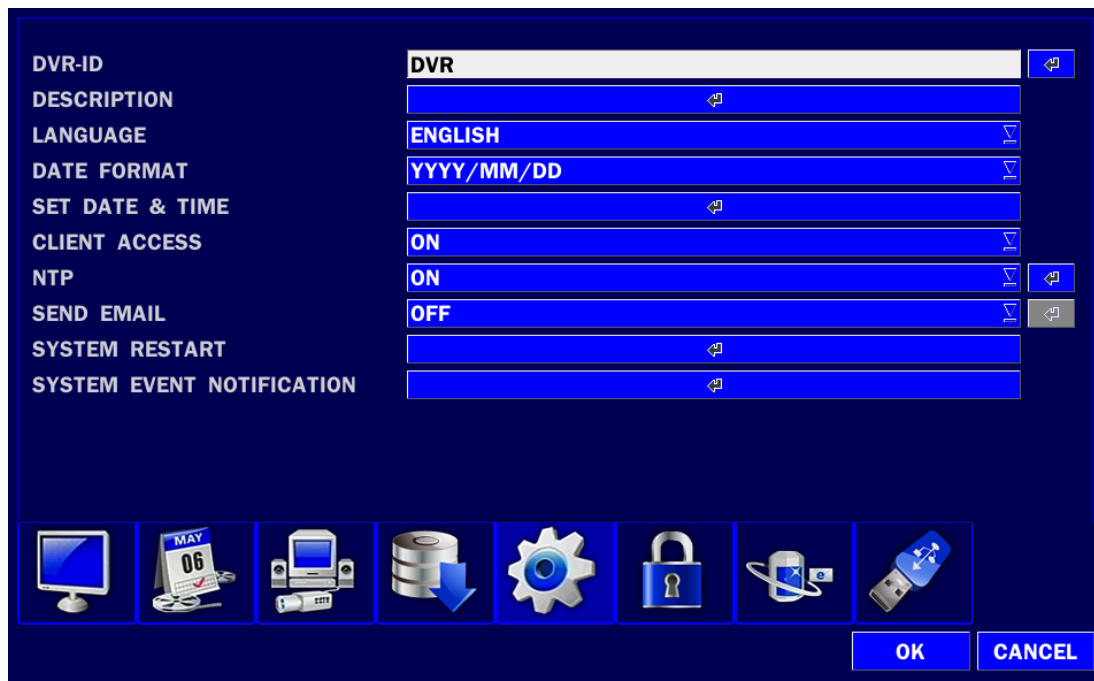 DVR-ID DVR
DESCRIPTION
LANGUAGE ENGLISH
DATE FORMAT YYYY/MM/DD
SET DATE & TIME
CLIENT ACCESS ON
NTP ON
SEND EMAIL OFF
SYSTEM RESTART
SYSTEM EVENT NOTIFICATION
MAY
06
CCTV
e
OK CANCEL